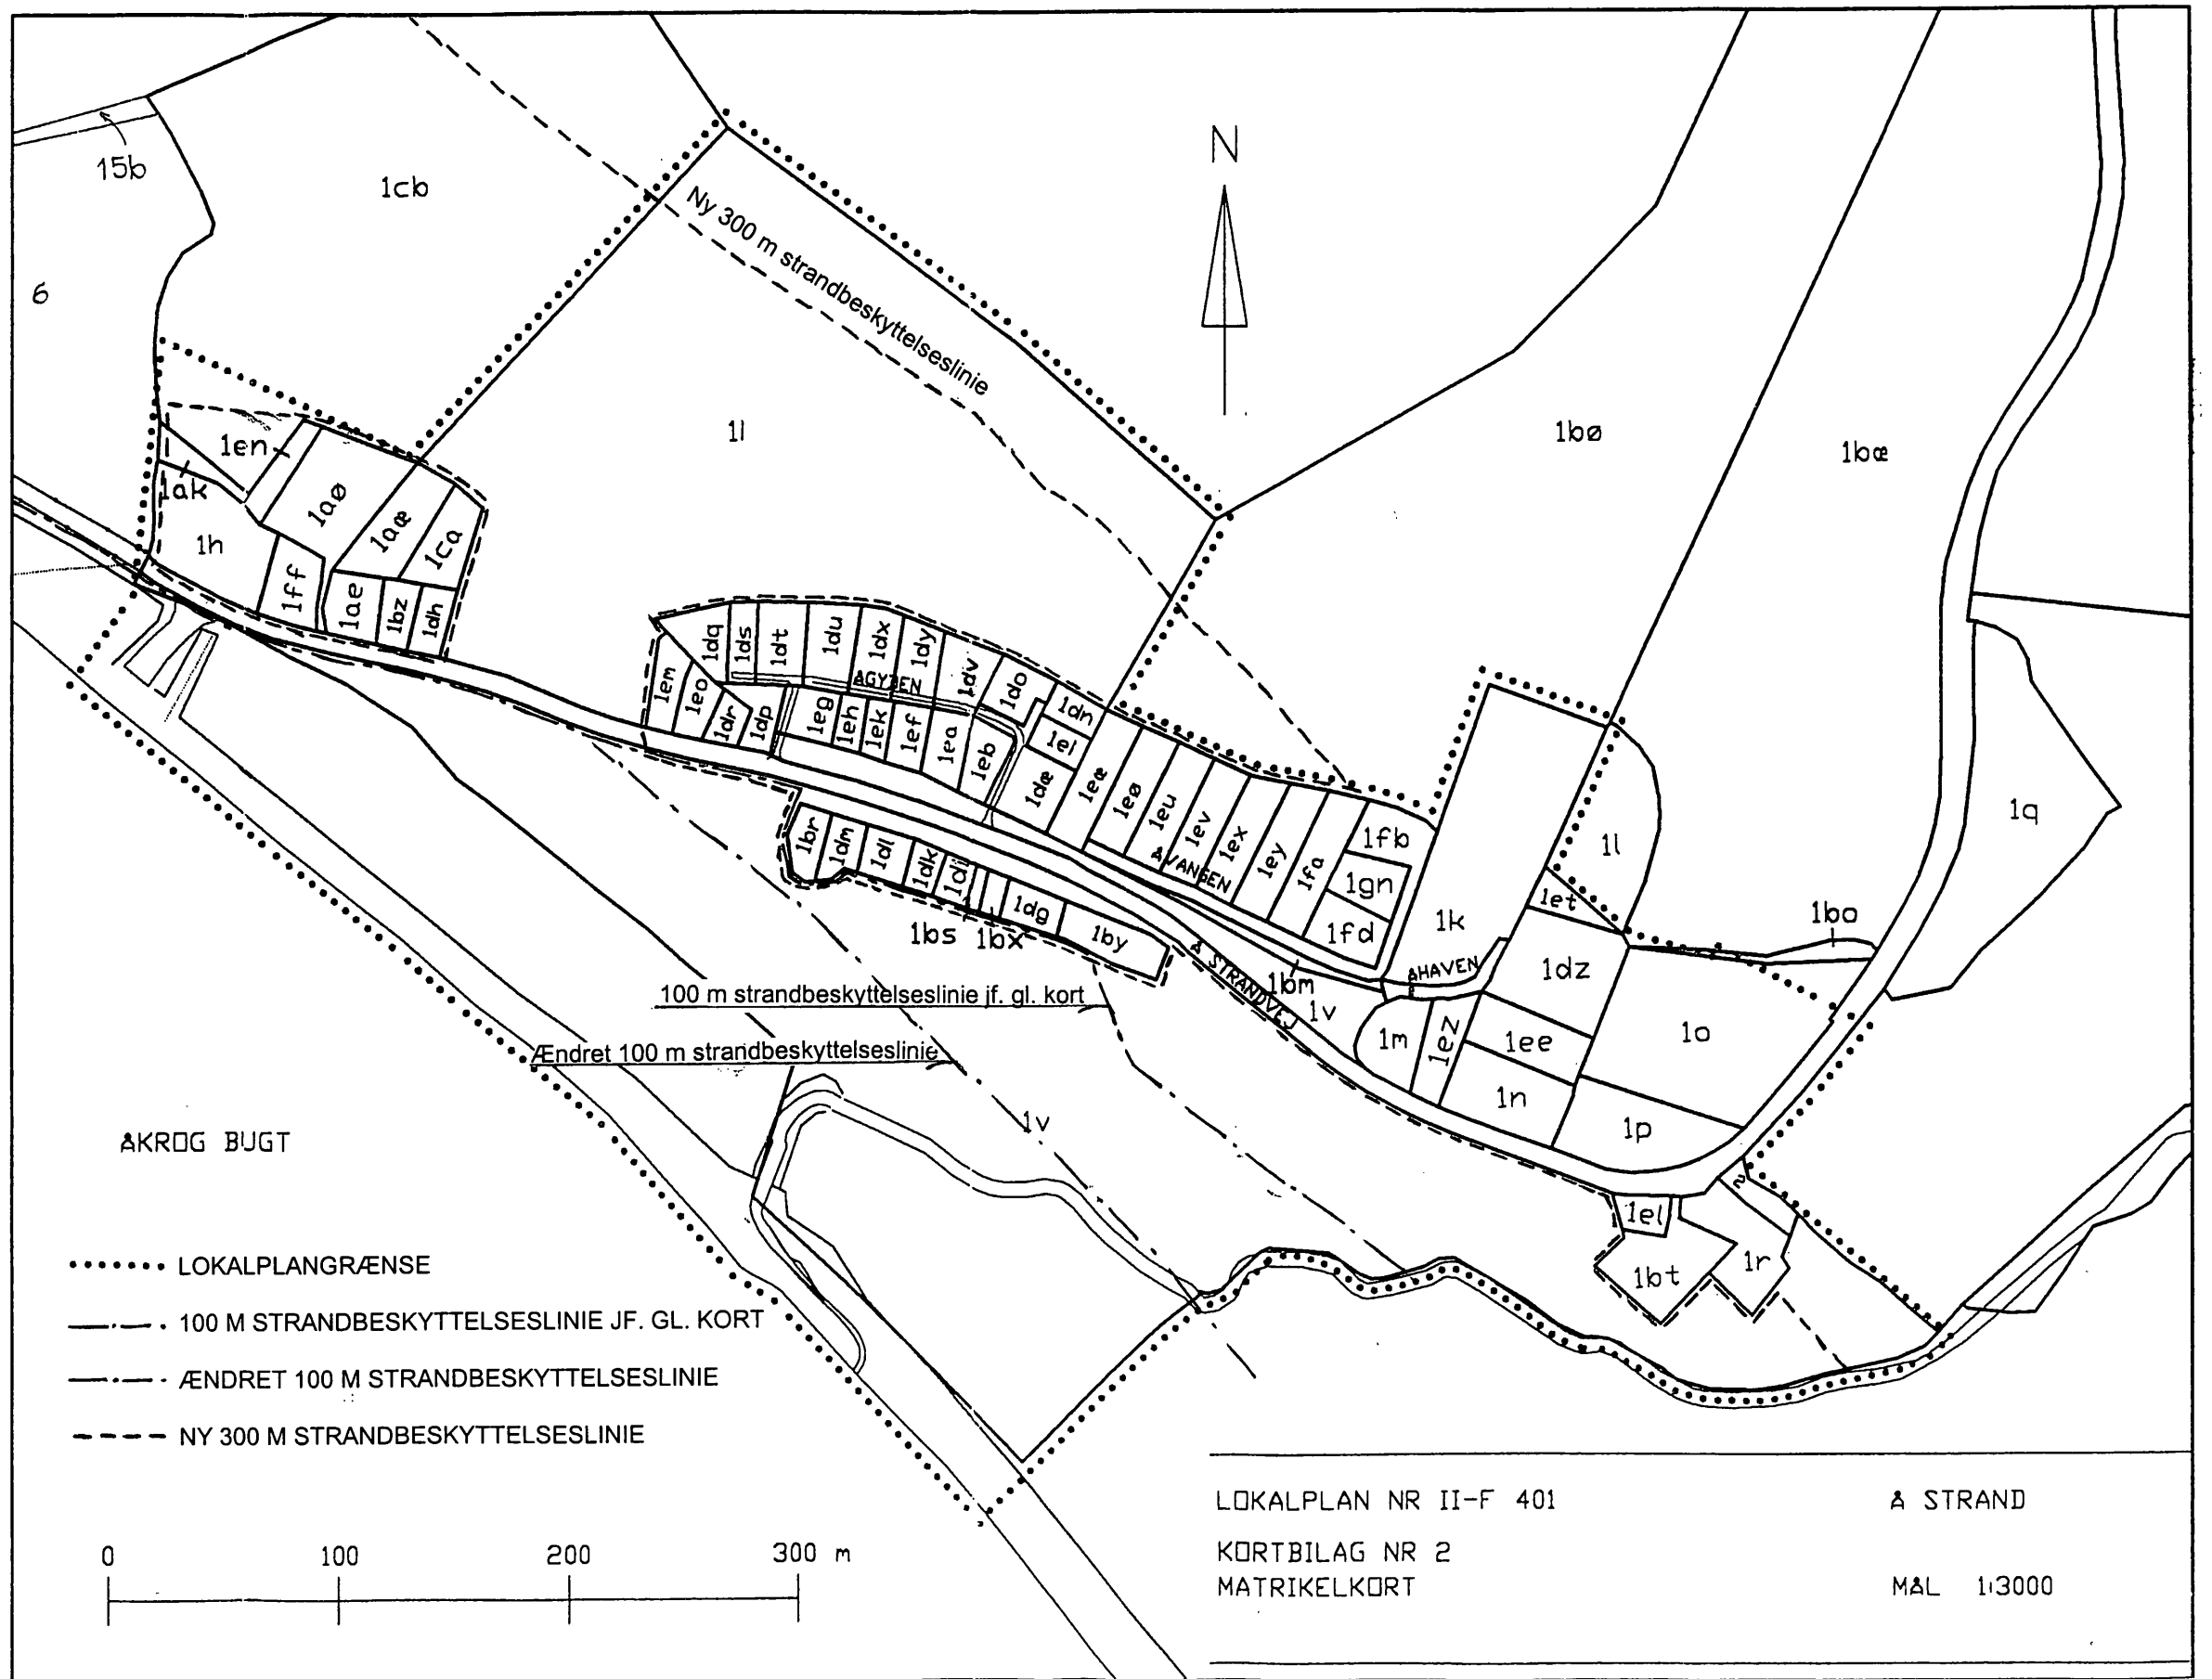 15b
1cb
N
Ny 300 m strandbeskyttelseslinie
6
1l
1bø
1bæ
1en
1ak
1aø
1aæ
1ca
1h
1ff
1ae
1bz
1dh
1dq
1ds
1dt
1du
1dx
1dy
1dv
1do
1dn
1em
1eo
1dr
1dp
ÅGYDEN
1eg
1eh
1ek
1ef
1ea
1eb
1ei
1dæ
1eæ
1eø
1eu
1ev
1ex
1ey
1fa
1fb
1gn
1fd
ÅVANGEN
1l
1q
1br
1dm
1dl
1dk
1di
1dg
1by
1bs
1bx
1k
1et
1bo
1dz
ÅHAVEN
1bm
Å STRANDVEJ
1v
1m
1ez
1ee
1o
1n
1p
100 m strandbeskyttelseslinie jf. gl. kort
Ændret 100 m strandbeskyttelseslinie
1v
ÅKROG BUGT
1el
1bt
1r
2
LOKALPLANGRÆNSE
100 M STRANDBESKYTTELSESLINIE JF. GL. KORT
ÆNDRET 100 M STRANDBESKYTTELSESLINIE
NY 300 M STRANDBESKYTTELSESLINIE
0 100 200 300 m
LOKALPLAN NR II-F 401 Å STRAND
KORTBILAG NR 2
MATRIKELKORT MÅL 1:3000